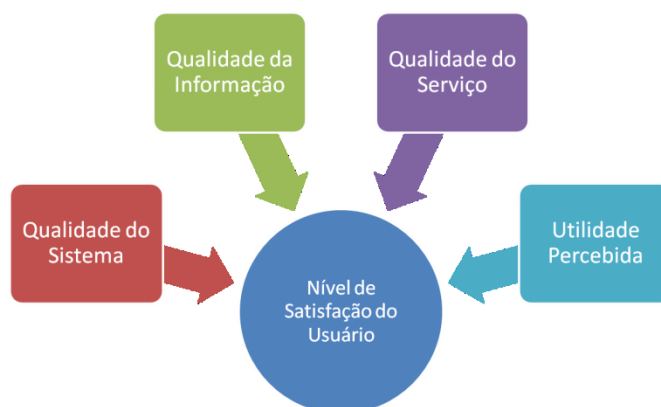 Qualidade da
Informação
Qualidade do
Serviço
Qualidade do
Sistema
Utilidade
Percebida
Nível de
Satisfação do
Usuário